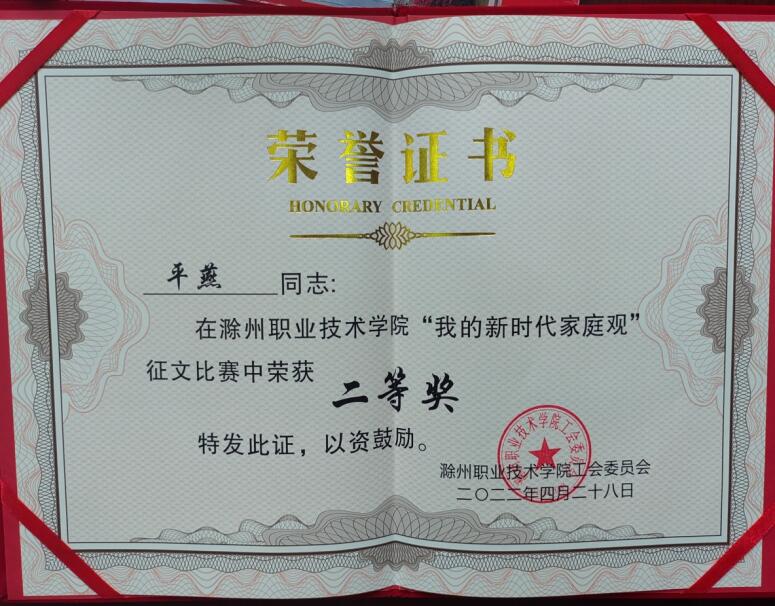 荣誉证书
HONORARY CREDENTIAL
平燕 同志:
在滁州职业技术学院“我的新时代家庭观”
征文比赛中荣获 二等奖
特发此证，以资鼓励。
滁州职业技术学院工会委员会
二〇二二年四月二十八日